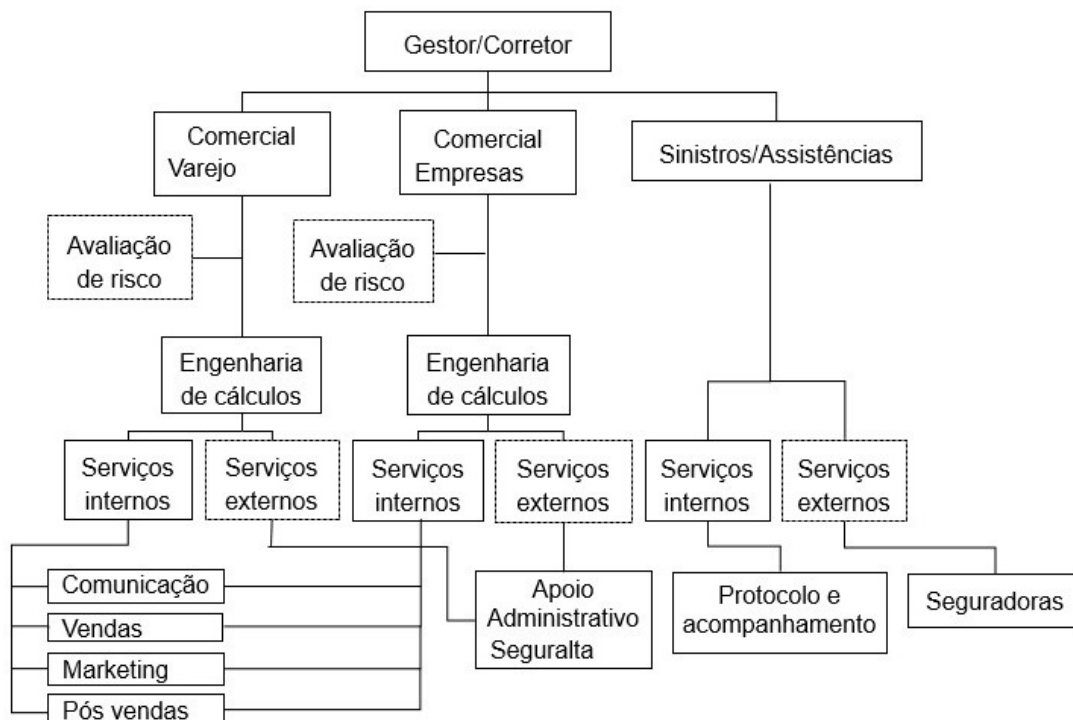 Gestor/Corretor
Comercial
Varejo
Comercial
Empresas
Sinistros/Assistências
Avaliação
de risco
Avaliação
de risco
Engenharia
de cálculos
Engenharia
de cálculos
Serviços
internos
Serviços
externos
Serviços
internos
Serviços
externos
Serviços
internos
Serviços
externos
Comunicação
Vendas
Marketing
Pós vendas
Apoio
Administrativo
Seguralta
Protocolo e
acompanhamento
Seguradoras